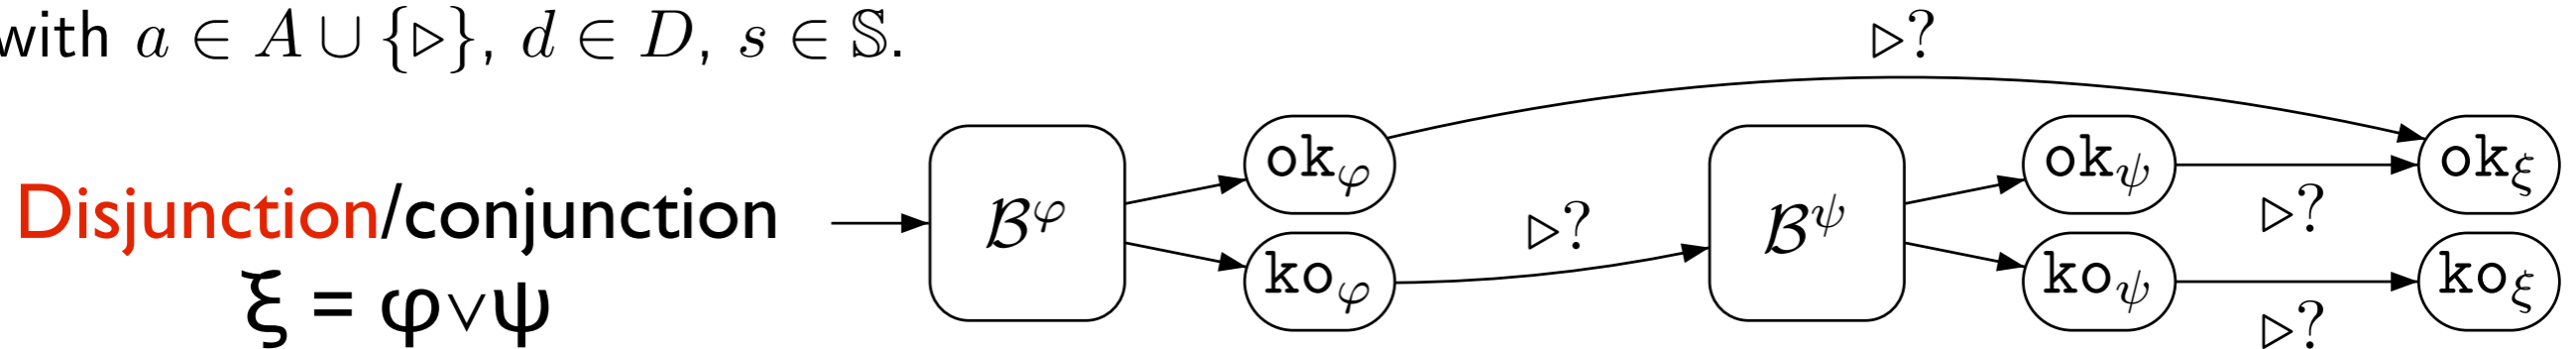 with a ∈ A ∪ {▷}, d ∈ D, s ∈ 𝕊.
▷?
Disjunction/conjunction
ξ = φ∨ψ
ℬ^φ
ok_φ
ko_φ
▷?
ℬ^ψ
ok_ψ
ko_ψ
▷?
▷?
ok_ξ
ko_ξ